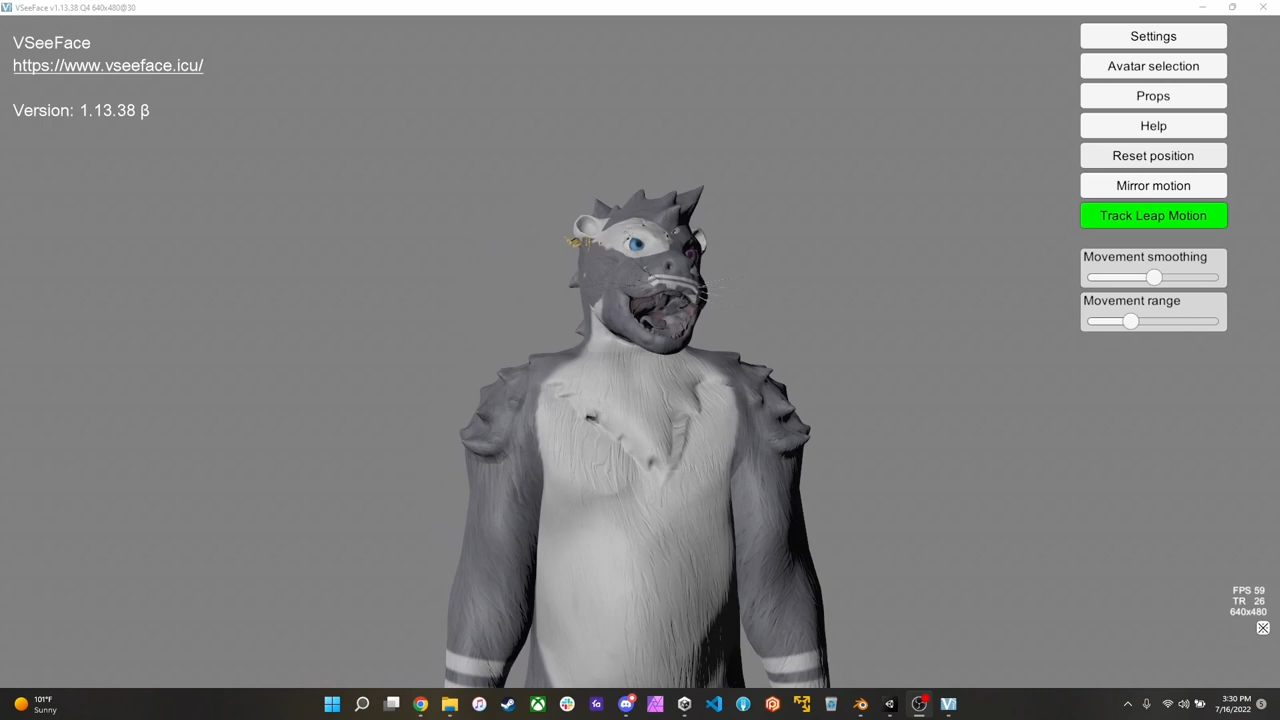 VSeeFace v1.13.38 Q4 640x480@30
VSeeFace
https://www.vseeface.icu/
Version: 1.13.38 β
Settings
Avatar selection
Props
Help
Reset position
Mirror motion
Track Leap Motion
Movement smoothing
Movement range
FPS 59
TR 26
640x480
101°F
Sunny
3:30 PM
7/16/2022